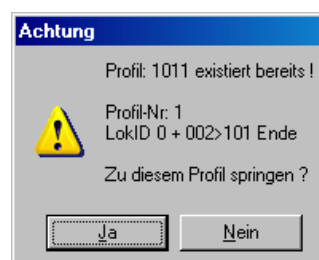 Achtung
Profil: 1011 existiert bereits !
Profil-Nr: 1
LokID 0 + 002>101 Ende
Zu diesem Profil springen ?
Ja
Nein